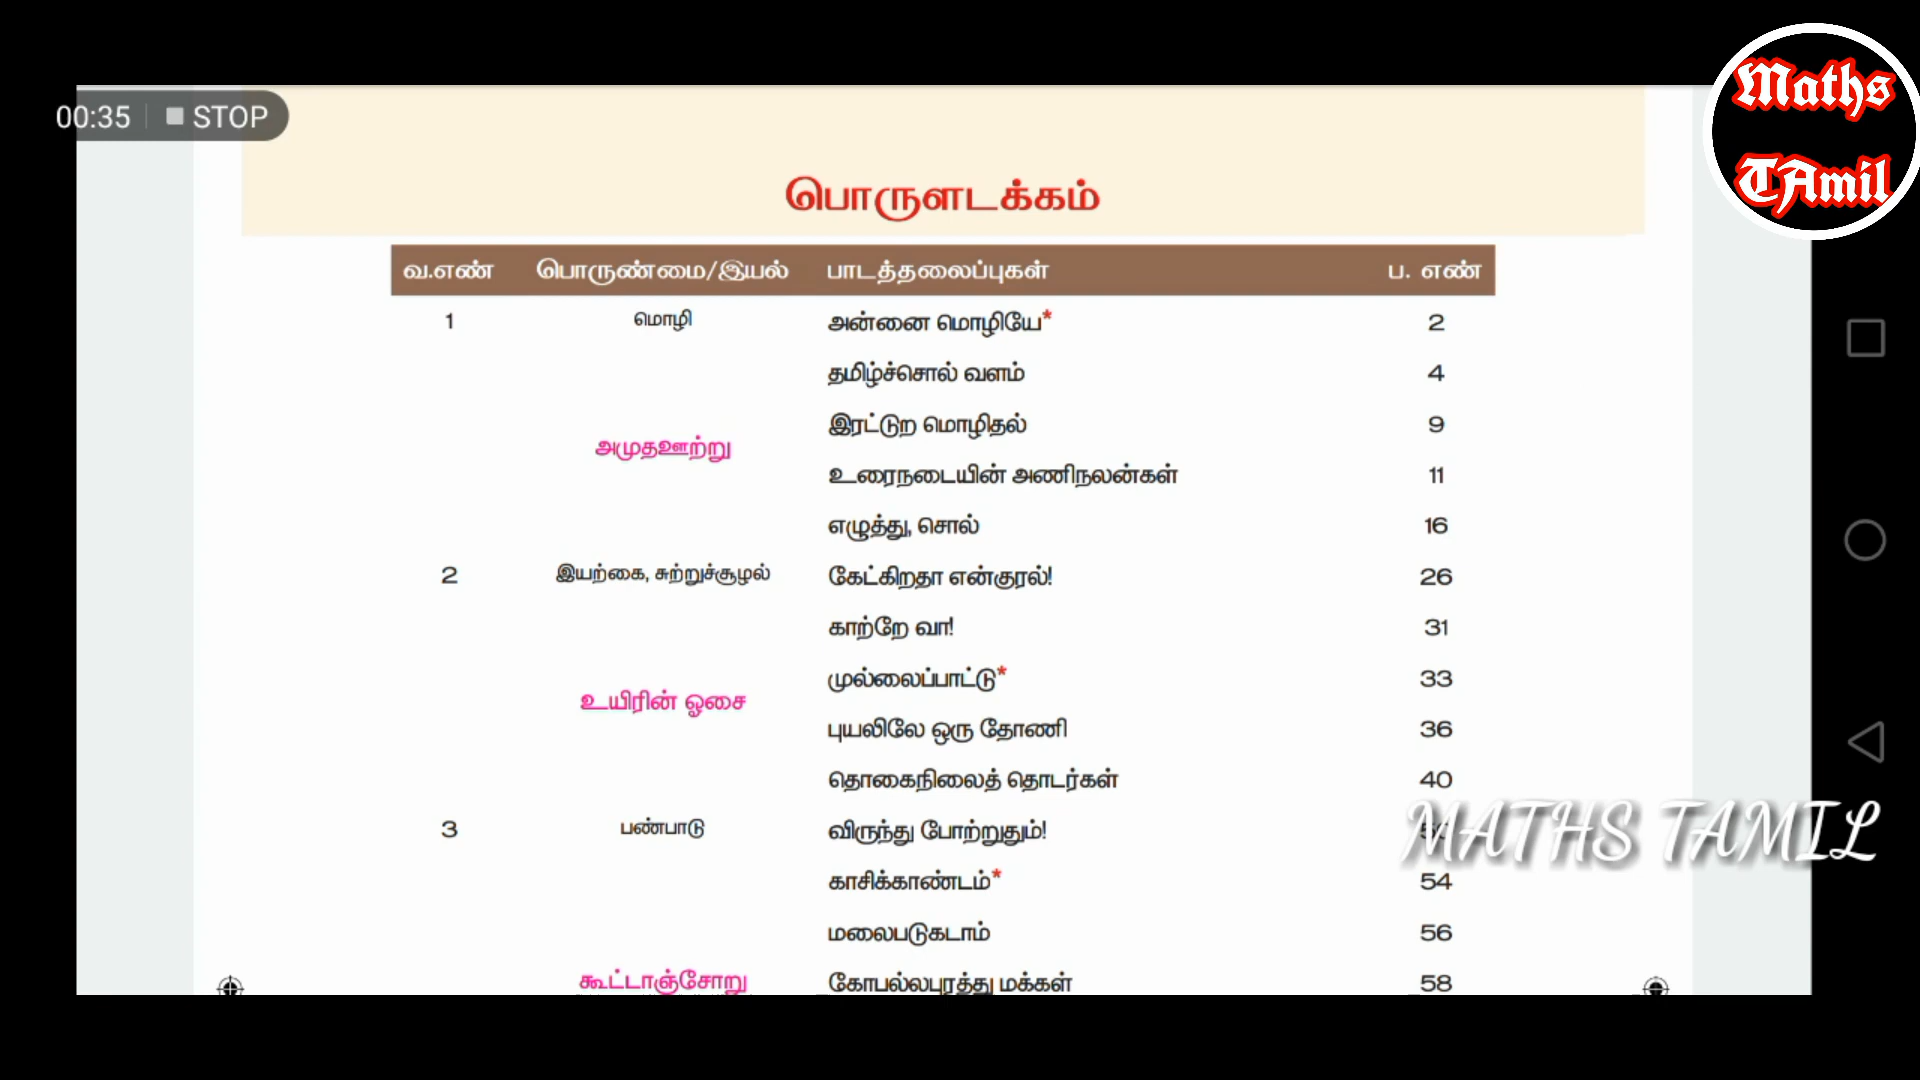 Maths
TAmil
00:35 STOP
பொருளடக்கம்
வ.எண் பொருண்மை/இயல் பாடத்தலைப்புகள் ப. எண்
1 மொழி அன்னை மொழியே* 2
தமிழ்ச்சொல் வளம் 4
இரட்டுற மொழிதல் 9
அமுதஊற்று
உரைநடையின் அணிநலன்கள் 11
எழுத்து, சொல் 16
2 இயற்கை, சுற்றுச்சூழல் கேட்கிறதா என்குரல்! 26
காற்றே வா! 31
முல்லைப்பாட்டு* 33
உயிரின் ஓசை
புயலிலே ஒரு தோணி 36
தொகைநிலைத் தொடர்கள் 40
3 பண்பாடு விருந்து போற்றுதும்!
MATHS TAMIL
காசிக்காண்டம்* 54
மலைபடுகடாம் 56
கூட்டாஞ்சோறு கோபல்லபுரத்து மக்கள் 58